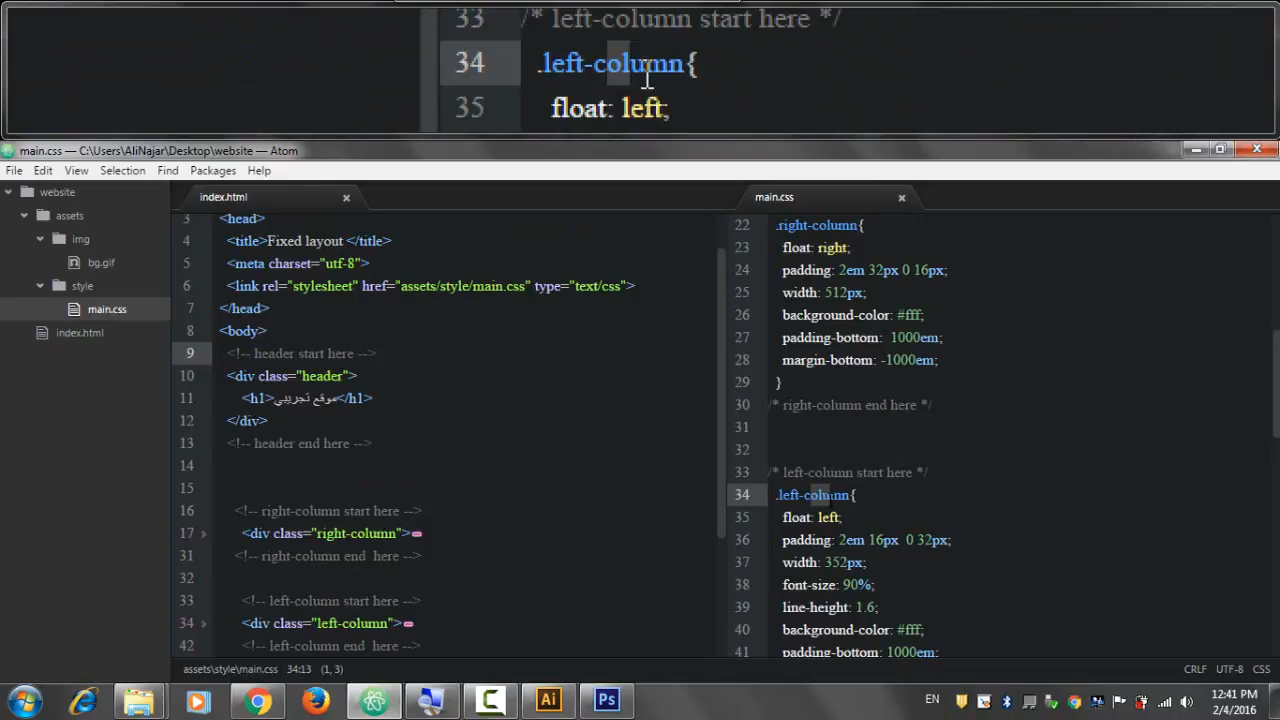 33 /* left-column start here */
34 .left-column{
35 float: left;
main.css — C:\Users\AliNajar\Desktop\website — Atom
File Edit View Selection Find Packages Help
website
assets
img
bg.gif
style
main.css
index.html
index.html
3 <head>
4 <title>Fixed layout </title>
5 <meta charset="utf-8">
6 <link rel="stylesheet" href="assets/style/main.css" type="text/css">
7 </head>
8 <body>
9 <!-- header start here -->
10 <div class="header">
11 <h1>موقع تجريبي</h1>
12 </div>
13 <!-- header end here -->
14
15
16 <!-- right-column start here -->
17 <div class="right-column">
31 <!-- right-column end  here -->
32
33 <!-- left-column start here -->
34 <div class="left-column">
42 <!-- left-column end  here -->
main.css
22 .right-column{
23 float: right;
24 padding: 2em 32px 0 16px;
25 width: 512px;
26 background-color: #fff;
27 padding-bottom:  1000em;
28 margin-bottom: -1000em;
29 }
30 /* right-column end here */
31
32
33 /* left-column start here */
34 .left-column{
35 float: left;
36 padding: 2em 16px  0 32px;
37 width: 352px;
38 font-size: 90%;
39 line-height: 1.6;
40 background-color: #fff;
41 padding-bottom: 1000em;
assets\style\main.css 34:13 (1, 3)
CRLF UTF-8 CSS
Ai
Ps
EN
12:41 PM
2/4/2016